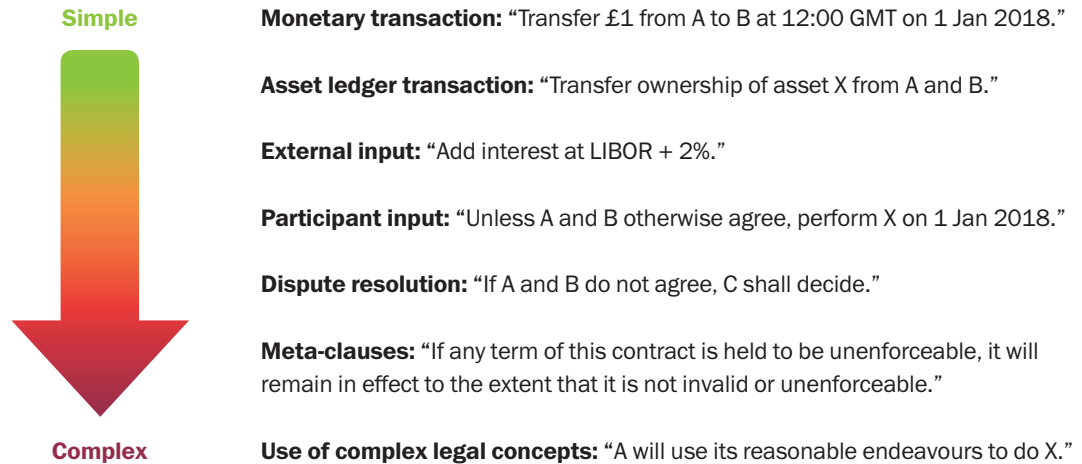 Simple
Monetary transaction: “Transfer £1 from A to B at 12:00 GMT on 1 Jan 2018.”
Asset ledger transaction: “Transfer ownership of asset X from A and B.”
External input: “Add interest at LIBOR + 2%.”
Participant input: “Unless A and B otherwise agree, perform X on 1 Jan 2018.”
Dispute resolution: “If A and B do not agree, C shall decide.”
Meta-clauses: “If any term of this contract is held to be unenforceable, it will
remain in effect to the extent that it is not invalid or unenforceable.”
Complex
Use of complex legal concepts: “A will use its reasonable endeavours to do X.”